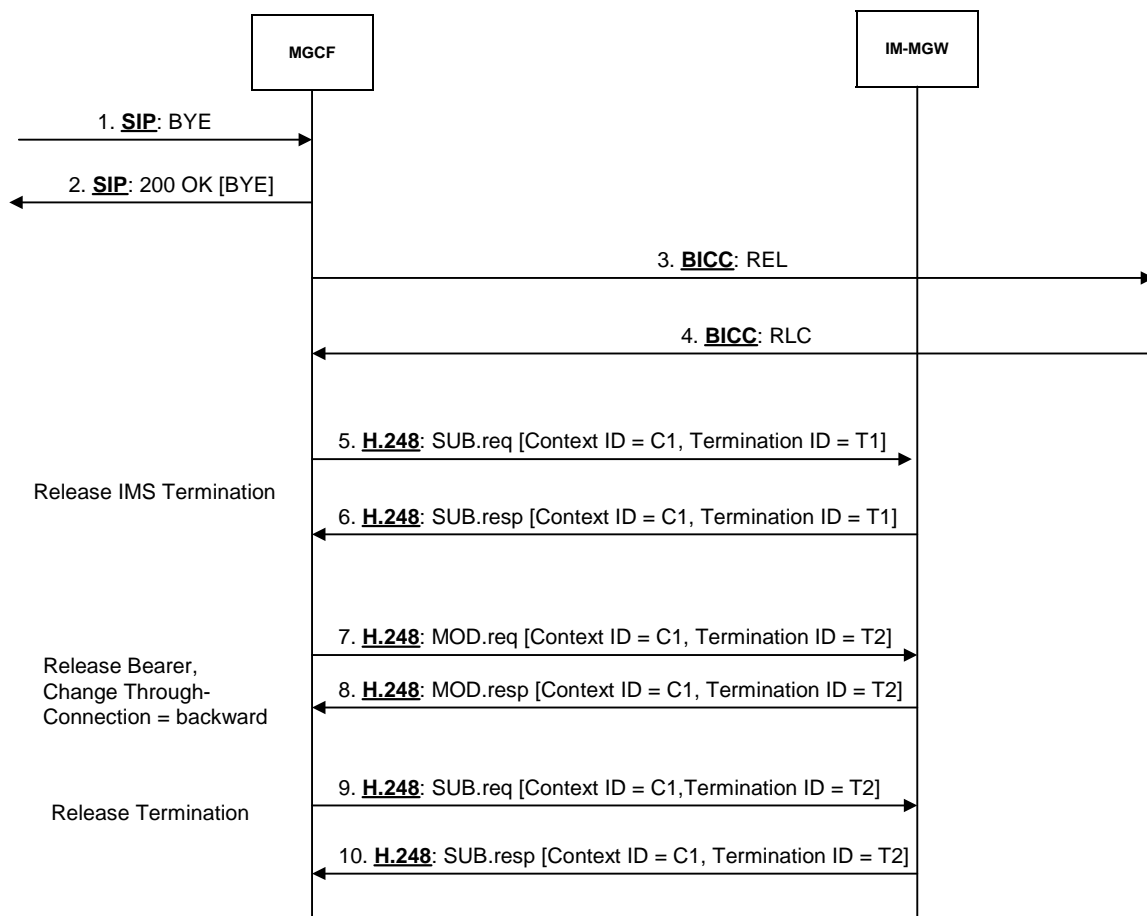 MGCF
IM-MGW
1. SIP: BYE
2. SIP: 200 OK [BYE]
3. BICC: REL
4. BICC: RLC
5. H.248: SUB.req [Context ID = C1, Termination ID = T1]
Release IMS Termination
6. H.248: SUB.resp [Context ID = C1, Termination ID = T1]
7. H.248: MOD.req [Context ID = C1, Termination ID = T2]
Release Bearer,
Change Through-
Connection = backward
8. H.248: MOD.resp [Context ID = C1, Termination ID = T2]
9. H.248: SUB.req [Context ID = C1,Termination ID = T2]
Release Termination
10. H.248: SUB.resp [Context ID = C1, Termination ID = T2]